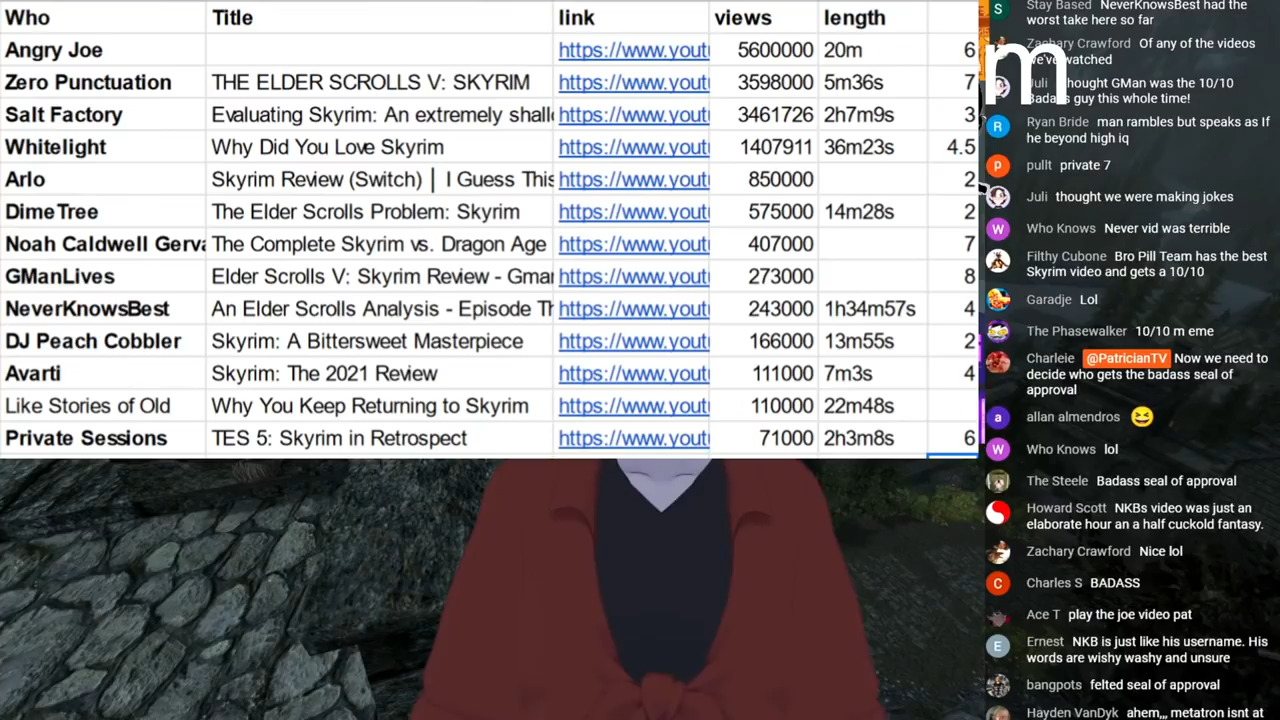 Who Title link views length
Angry Joe https://www.yout 5600000 20m 6
Zero Punctuation THE ELDER SCROLLS V: SKYRIM https://www.yout 3598000 5m36s 7
Salt Factory Evaluating Skyrim: An extremely shall https://www.yout 3461726 2h7m9s 3
Whitelight Why Did You Love Skyrim https://www.yout 1407911 36m23s 4.5
Arlo Skyrim Review (Switch) | I Guess This https://www.yout 850000 2
DimeTree The Elder Scrolls Problem: Skyrim https://www.yout 575000 14m28s 2
Noah Caldwell Gerva The Complete Skyrim vs. Dragon Age https://www.yout 407000 7
GManLives Elder Scrolls V: Skyrim Review - Gmar https://www.yout 273000 8
NeverKnowsBest An Elder Scrolls Analysis - Episode Th https://www.yout 243000 1h34m57s 4
DJ Peach Cobbler Skyrim: A Bittersweet Masterpiece https://www.yout 166000 13m55s 2
Avarti Skyrim: The 2021 Review https://www.yout 111000 7m3s 4
Like Stories of Old Why You Keep Returning to Skyrim https://www.yout 110000 22m48s
Private Sessions TES 5: Skyrim in Retrospect https://www.yout 71000 2h3m8s 6
m
S Stay Based NeverKnowsBest had the
worst take here so far
Zachary Crawford Of any of the videos
we've watched
Juli I thought GMan was the 10/10
Badass guy this whole time!
R Ryan Bride man rambles but speaks as If
he beyond high iq
p pullt private 7
Juli thought we were making jokes
W Who Knows Never vid was terrible
Filthy Cubone Bro Pill Team has the best
Skyrim video and gets a 10/10
Garadje Lol
The Phasewalker 10/10 m eme
Charleie @PatricianTV Now we need to
decide who gets the badass seal of
approval
a allan almendros
W Who Knows lol
The Steele Badass seal of approval
Howard Scott NKBs video was just an
elaborate hour an a half cuckold fantasy.
Zachary Crawford Nice lol
C Charles S BADASS
Ace T play the joe video pat
E Ernest NKB is just like his username. His
words are wishy washy and unsure
bangpots felted seal of approval
Hayden VanDyk ahem,,, metatron isnt at